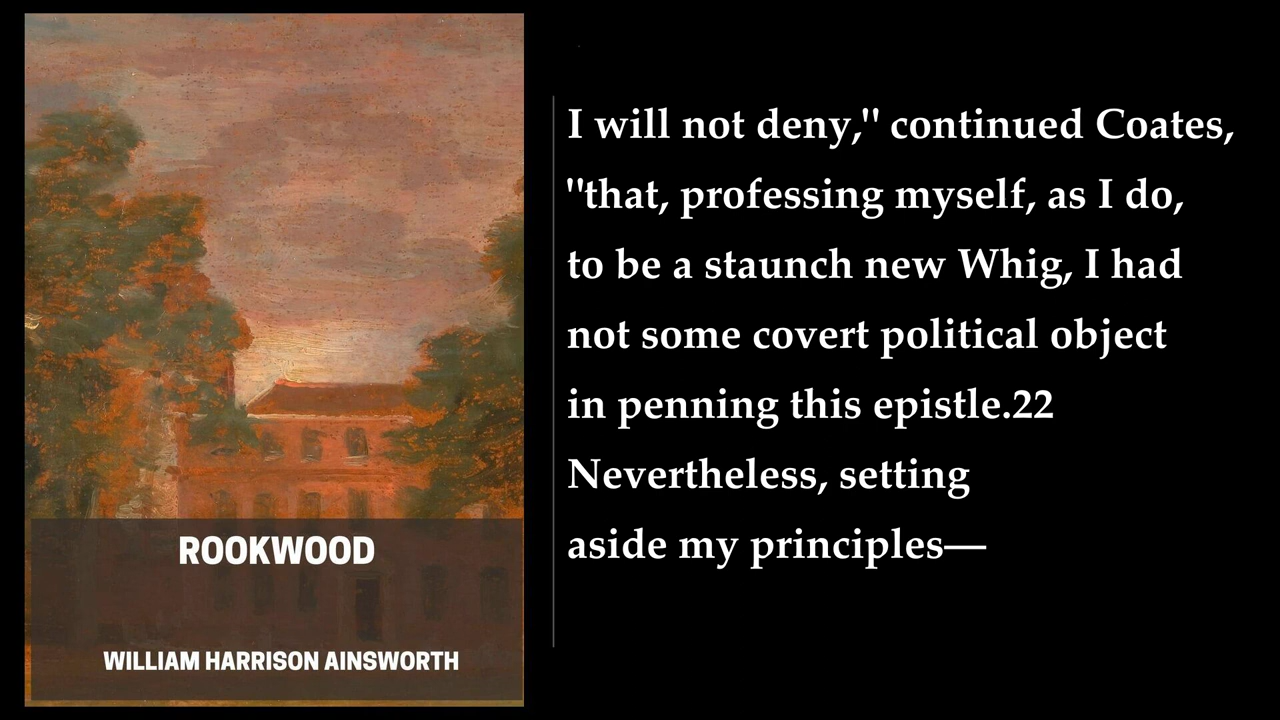 ROOKWOOD
WILLIAM HARRISON AINSWORTH
I will not deny," continued Coates,
"that, professing myself, as I do,
to be a staunch new Whig, I had
not some covert political object
in penning this epistle.22
Nevertheless, setting
aside my principles—